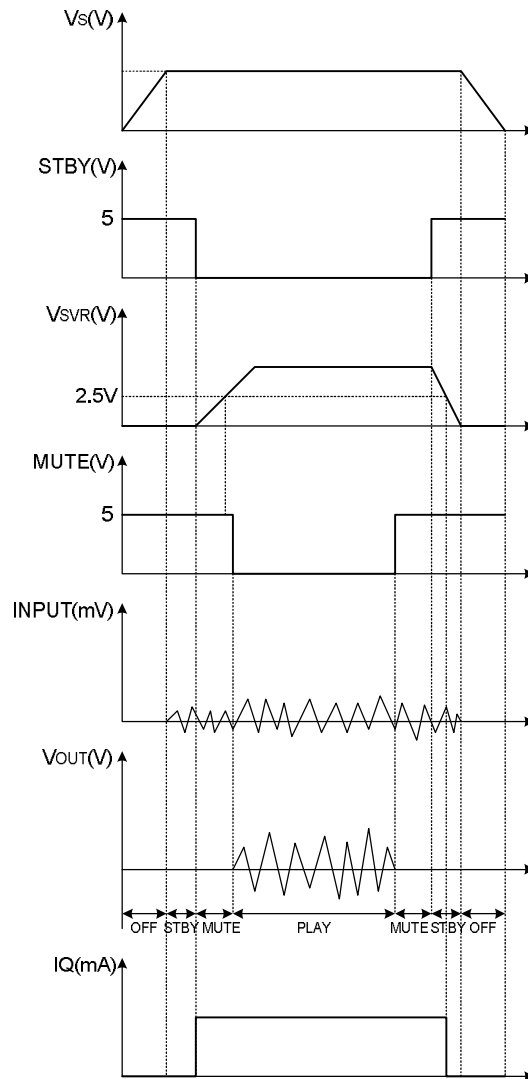 VS(V)
STBY(V)
5
VSVR(V)
2.5V
MUTE(V)
5
INPUT(mV)
VOUT(V)
OFF STBY MUTE PLAY MUTE STBY OFF
IQ(mA)